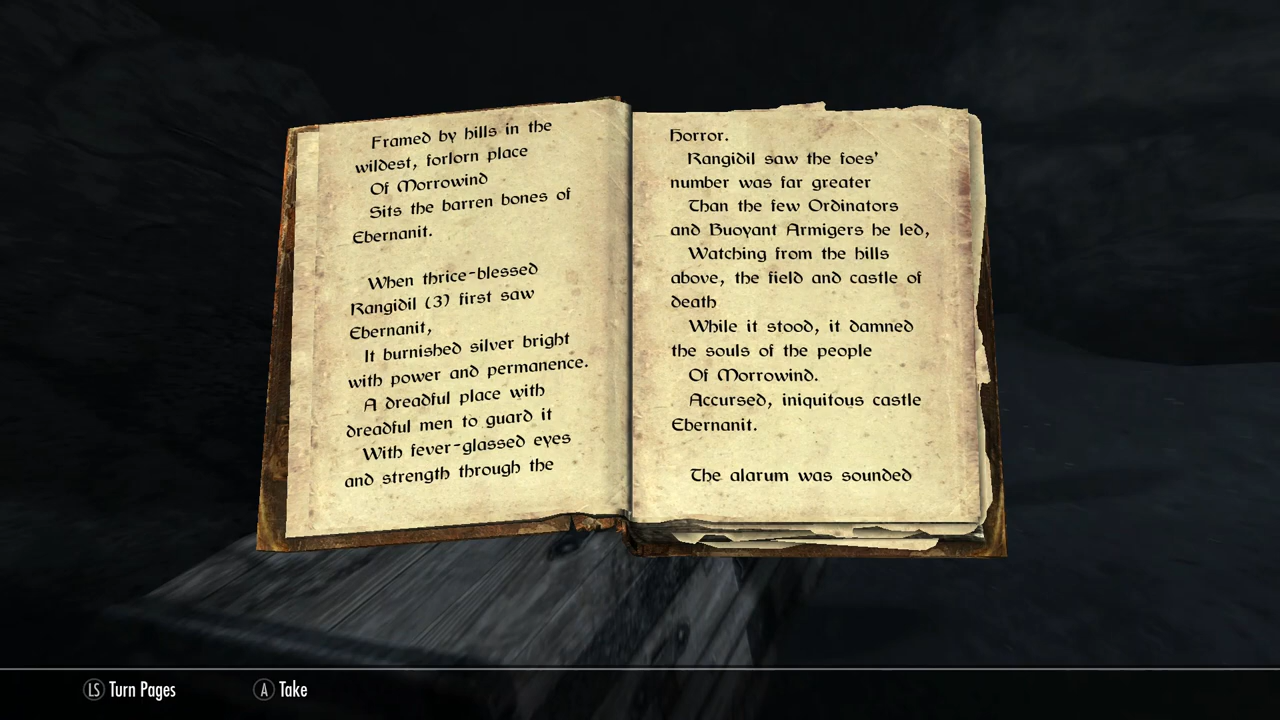 Framed by hills in the
wildest, forlorn place
Of Morrowind
Sits the barren bones of
Ebernanit.
When thrice-blessed
Rangidil (3) first saw
Ebernanit,
It burnished silver bright
with power and permanence.
A dreadful place with
dreadful men to guard it
With fever-glassed eyes
and strength through the
Horror.
Rangidil saw the foes'
number was far greater
Than the few Ordinators
and Buoyant Armigers he led,
Watching from the hills
above, the field and castle of
death
While it stood, it damned
the souls of the people
Of Morrowind.
Accursed, iniquitous castle
Ebernanit.
The alarum was sounded
LS Turn Pages
A Take